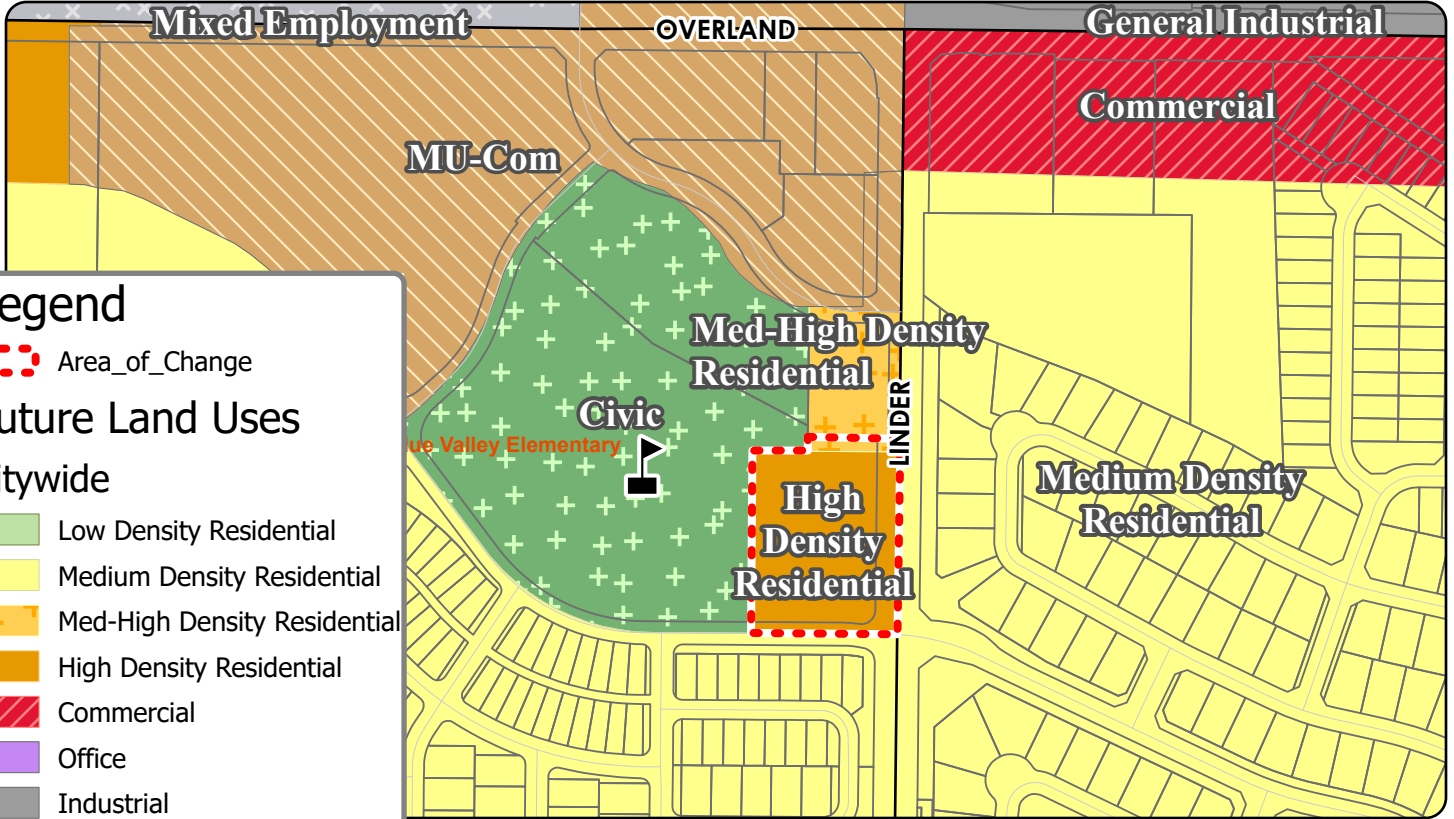 Mixed Employment
OVERLAND
General Industrial
Commercial
MU-Com
Med-High Density
Residential
LINDER
Civic
ue Valley Elementary
High
Density
Residential
Medium Density
Residential
egend
Area_of_Change
uture Land Uses
itywide
Low Density Residential
Medium Density Residential
Med-High Density Residential
High Density Residential
Commercial
Office
Industrial